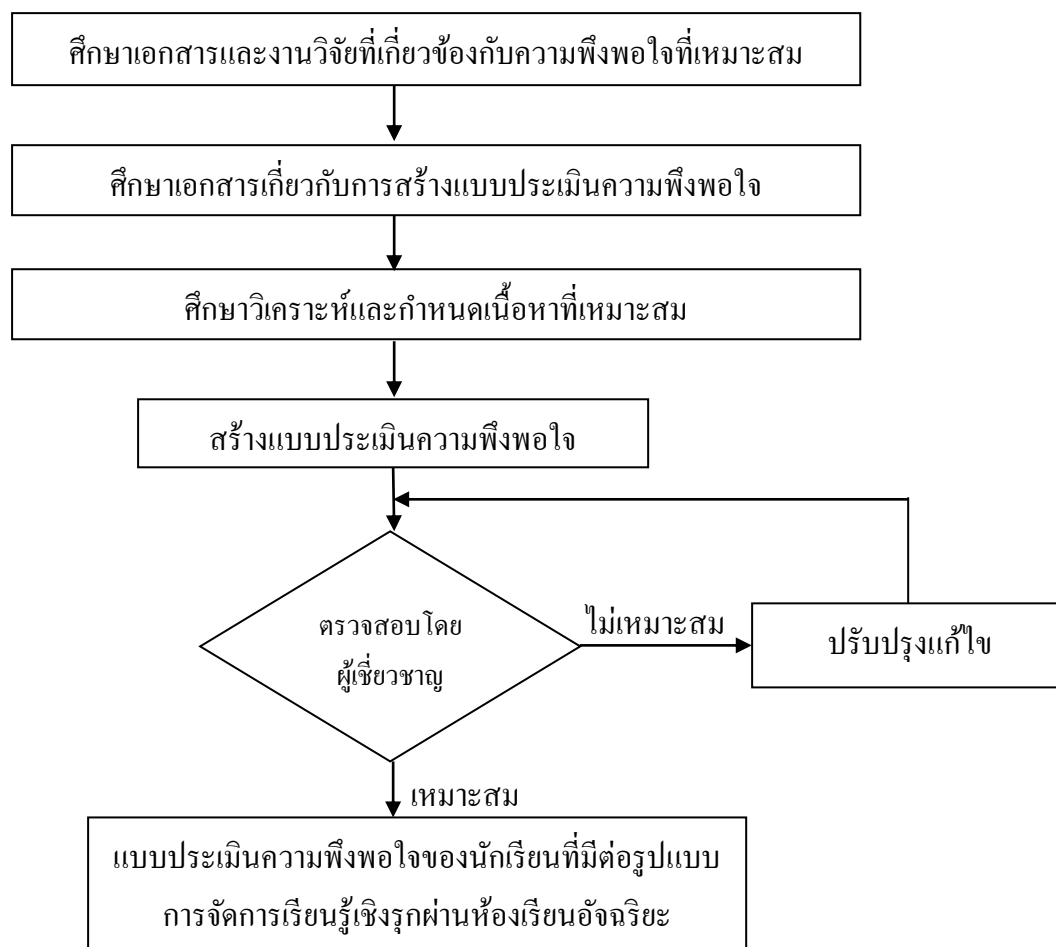 ศึกษาเอกสารและงานวิจัยที่เกี่ยวข้องกับความพึงพอใจที่เหมาะสม
ศึกษาเอกสารเกี่ยวกับการสร้างแบบประเมินความพึงพอใจ
ศึกษาวิเคราะห์และกำหนดเนื้อหาที่เหมาะสม
สร้างแบบประเมินความพึงพอใจ
ตรวจสอบโดย
ผู้เชี่ยวชาญ
ไม่เหมาะสม
ปรับปรุงแก้ไข
เหมาะสม
แบบประเมินความพึงพอใจของนักเรียนที่มีต่อรูปแบบ
การจัดการเรียนรู้เชิงรุกผ่านห้องเรียนอัจฉริยะ